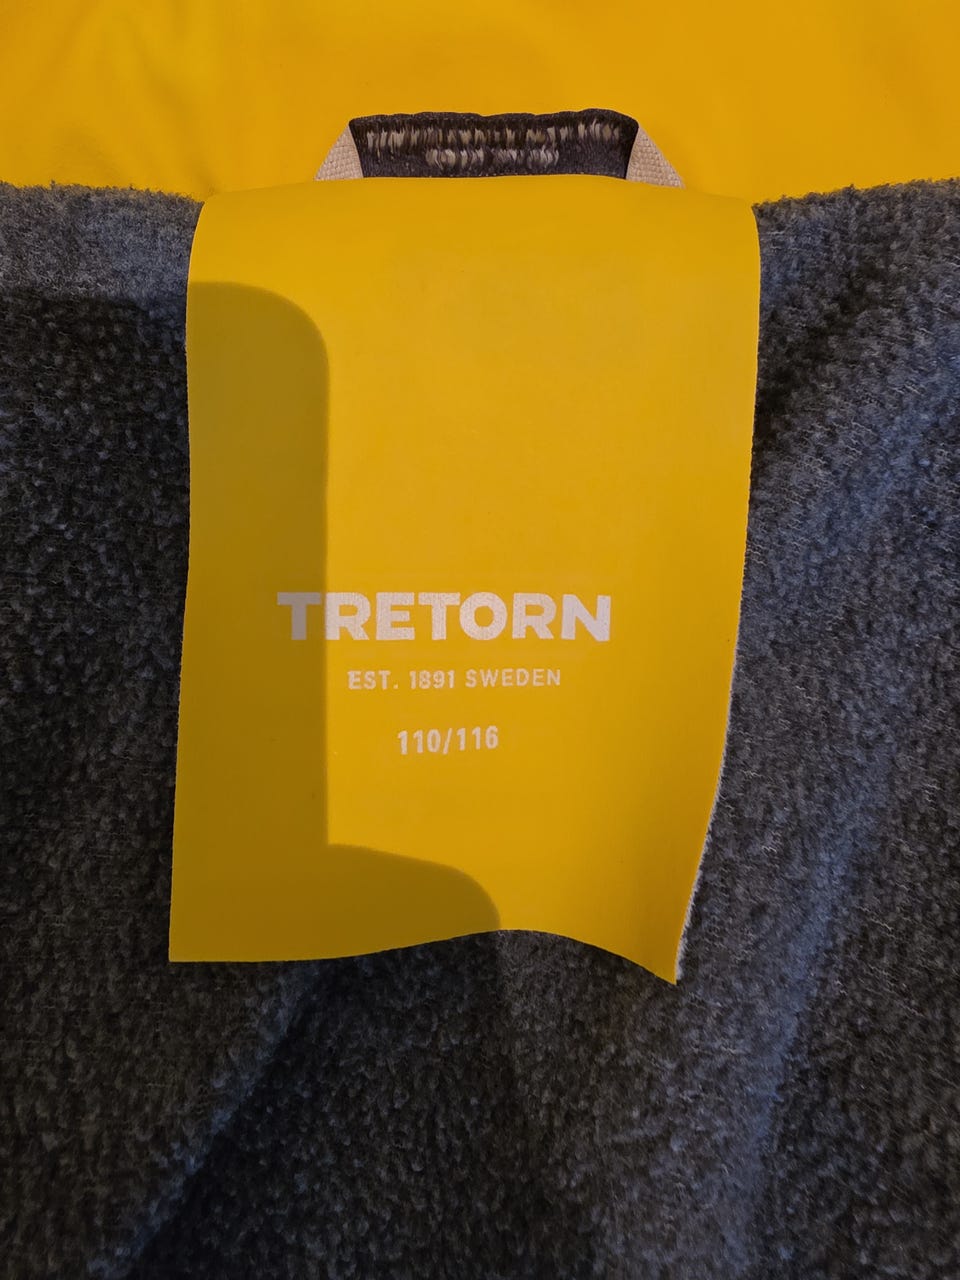 TRETORN
EST. 1891 SWEDEN
110/116